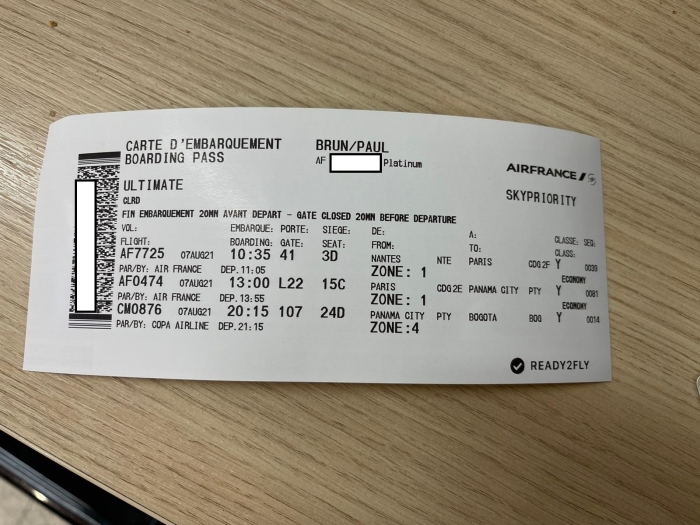 CARTE D'EMBARQUEMENT BRUN/PAUL
BOARDING PASS AF Platinum
AIRFRANCE
ULTIMATE SKYPRIORITY
CLRD
FIN EMBARQUEMENT 20MN AVANT DEPART - GATE CLOSED 20MN BEFORE DEPARTURE
VOL: EMBARQUE: PORTE: SIEGE: DE: A: CLASSE: SEQ:
FLIGHT: BOARDING: GATE: SEAT: FROM: TO: CLASS:
AF7725 07AUG21 10:35 41 3D NANTES NTE PARIS CDG2F Y 0039
PAR/BY: AIR FRANCE DEP.11:05 ZONE: 1 ECONOMY
AF0474 07AUG21 13:00 L22 15C PARIS CDG2E PANAMA CITY PTY Y 0081
PAR/BY: AIR FRANCE DEP.13:55 ZONE: 1 ECONOMY
CM0876 07AUG21 20:15 107 24D PANAMA CITY PTY BOGOTA BOG Y 0014
PAR/BY: COPA AIRLINE DEP.21:15 ZONE:4
READY2FLY